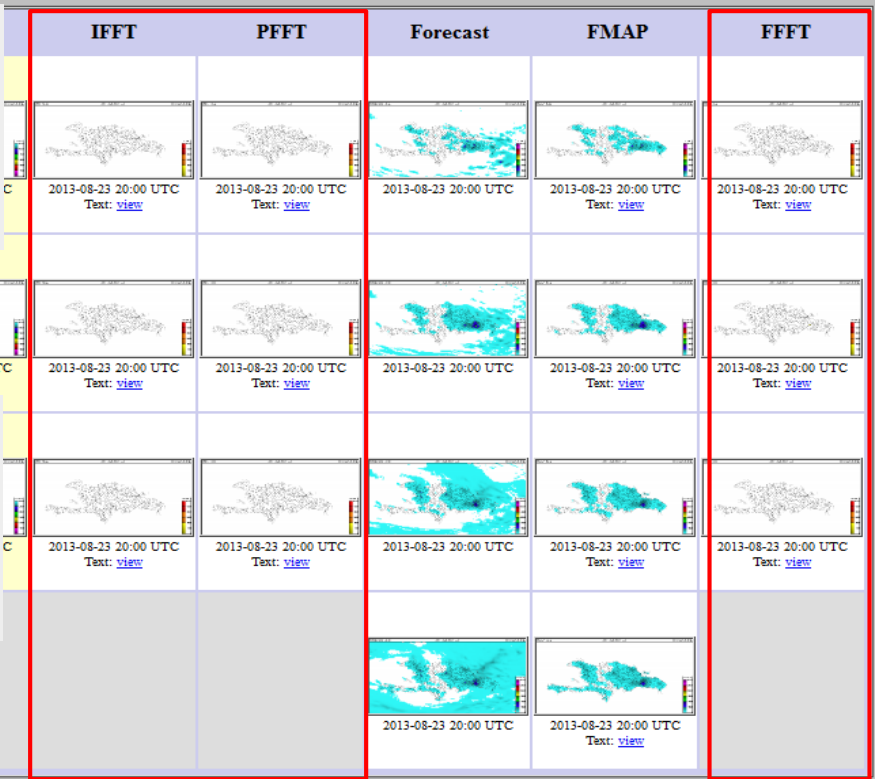 IFFT PFFT Forecast FMAP FFFT
C 2013-08-23 20:00 UTC 2013-08-23 20:00 UTC 2013-08-23 20:00 UTC 2013-08-23 20:00 UTC 2013-08-23 20:00 UTC
Text: view Text: view Text: view Text: view
C 2013-08-23 20:00 UTC 2013-08-23 20:00 UTC 2013-08-23 20:00 UTC 2013-08-23 20:00 UTC 2013-08-23 20:00 UTC
Text: view Text: view Text: view Text: view
C 2013-08-23 20:00 UTC 2013-08-23 20:00 UTC 2013-08-23 20:00 UTC 2013-08-23 20:00 UTC 2013-08-23 20:00 UTC
Text: view Text: view Text: view Text: view
2013-08-23 20:00 UTC 2013-08-23 20:00 UTC
Text: view